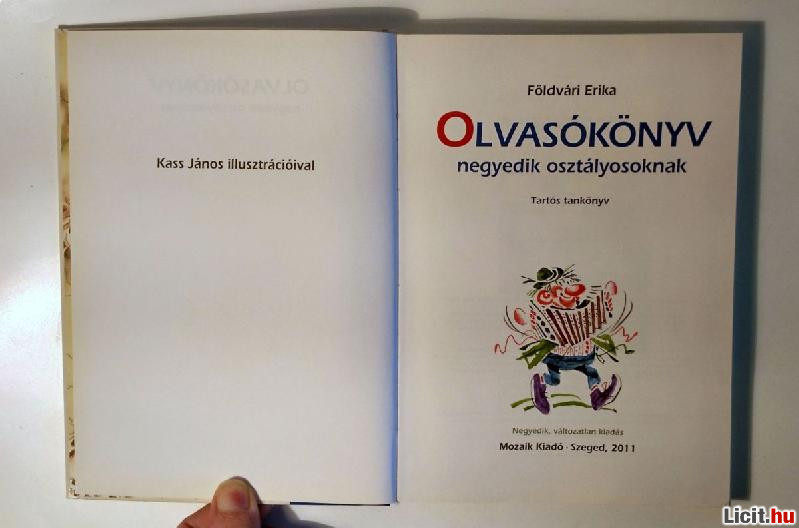 Kass János illusztrációival
Földvári Erika
OLVASÓKÖNYV
negyedik osztályosoknak
Tartós tankönyv
Negyedik, változatlan kiadás
Mozaik Kiadó · Szeged, 2011
Licit.hu